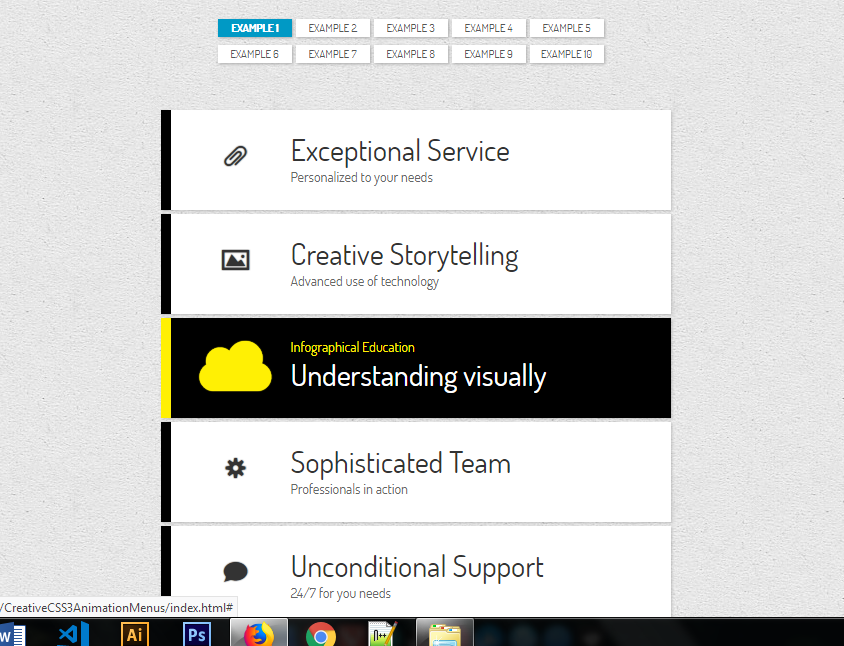 EXAMPLE 1 EXAMPLE 2 EXAMPLE 3 EXAMPLE 4 EXAMPLE 5
EXAMPLE 6 EXAMPLE 7 EXAMPLE 8 EXAMPLE 9 EXAMPLE 10
Exceptional Service
Personalized to your needs
Creative Storytelling
Advanced use of technology
Infographical Education
Understanding visually
Sophisticated Team
Professionals in action
Unconditional Support
24/7 for you needs
/CreativeCSS3AnimationMenus/index.html#
W Ai Ps n++